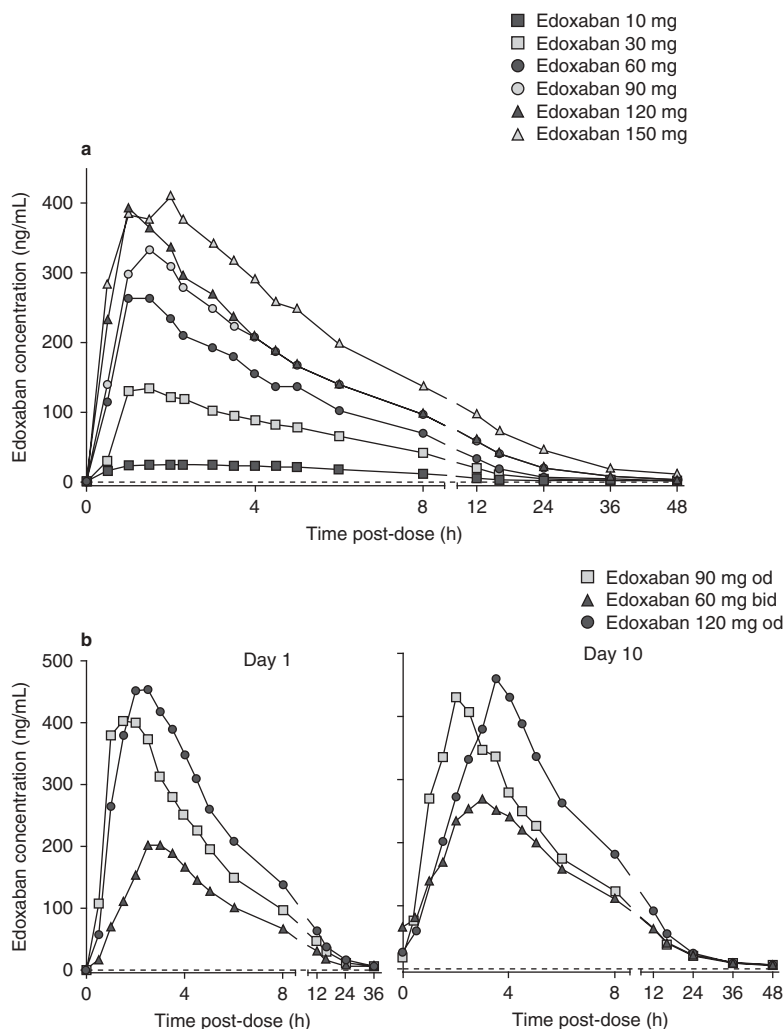 Edoxaban 10 mg
Edoxaban 30 mg
Edoxaban 60 mg
Edoxaban 90 mg
Edoxaban 120 mg
Edoxaban 150 mg
a
Edoxaban concentration (ng/mL)
400
300
200
100
0
0 4 8 12 24 36 48
Time post-dose (h)
Edoxaban 90 mg od
Edoxaban 60 mg bid
Edoxaban 120 mg od
b
Day 1
Day 10
Edoxaban concentration (ng/mL)
500
400
300
200
100
0
0 4 8 12 24 36
Time post-dose (h)
0 4 8 12 24 36 48
Time post-dose (h)